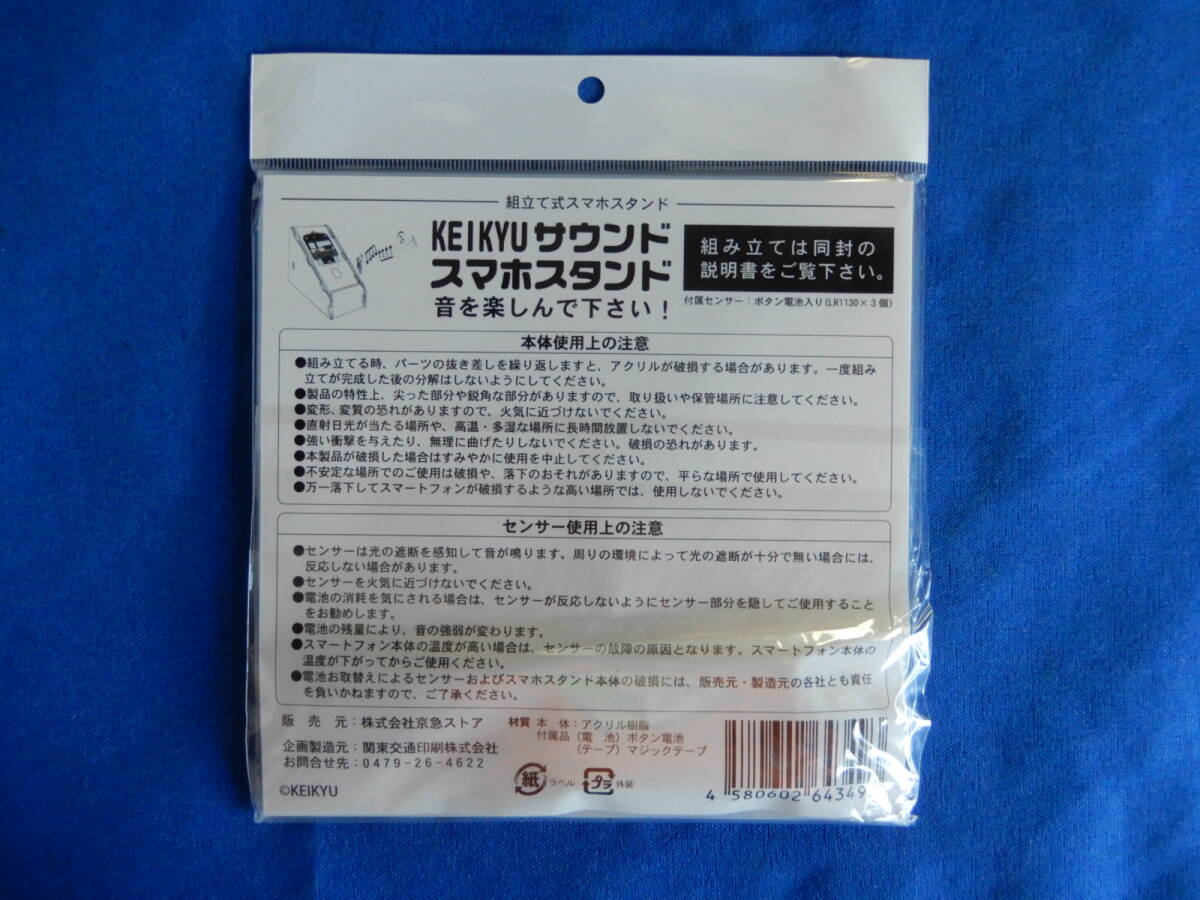 組立て式スマホスタンド
KEIKYUサウンド
スマホスタンド
音を楽しんで下さい!
組み立ては同封の
説明書をご覧下さい。
付属センサー:ボタン電池入り(LR1130×3個)
本体使用上の注意
●組み立てる時、パーツの抜き差しを繰り返しますと、アクリルが破損する場合があります。一度組み
立てが完成した後の分解はしないようにしてください。
●製品の特性上、尖った部分や鋭角な部分がありますので、取り扱いや保管場所に注意してください。
●変形、変質の恐れがありますので、火気に近づけないでください。
●直射日光が当たる場所や、高温・多湿な場所に長時間放置しないでください。
●強い衝撃を与えたり、無理に曲げたりしないでください。破損の恐れがあります。
●本製品が破損した場合はすみやかに使用を中止してください。
●不安定な場所でのご使用は破損や、落下のおそれがありますので、平らな場所で使用してください。
●万一落下してスマートフォンが破損するような高い場所では、使用しないでください。
センサー使用上の注意
●センサーは光の遮断を感知して音が鳴ります。周りの環境によって光の遮断が十分で無い場合には、
反応しない場合があります。
●センサーを火気に近づけないでください。
●電池の消耗を気にされる場合は、センサーが反応しないようにセンサー部分を隠してご使用すること
をお勧めします。
●電池の残量により、音の強弱が変わります。
●スマートフォン本体の温度が高い場合は、センサーの故障の原因となります。スマートフォン本体の
温度が下がってからご使用ください。
●電池お取替えによるセンサーおよびスマホスタンド本体の破損には、販売元・製造元の各社とも責任
を負いかねますので、ご了承ください。
販売元:株式会社京急ストア
企画製造元:関東交通印刷株式会社
お問合せ先:0479-26-4622
©KEIKYU
材質 本体:アクリル樹脂
付属品(電池)ボタン電池
(テープ)マジックテープ
紙 ラベル プラ 外装
4 580602 64349